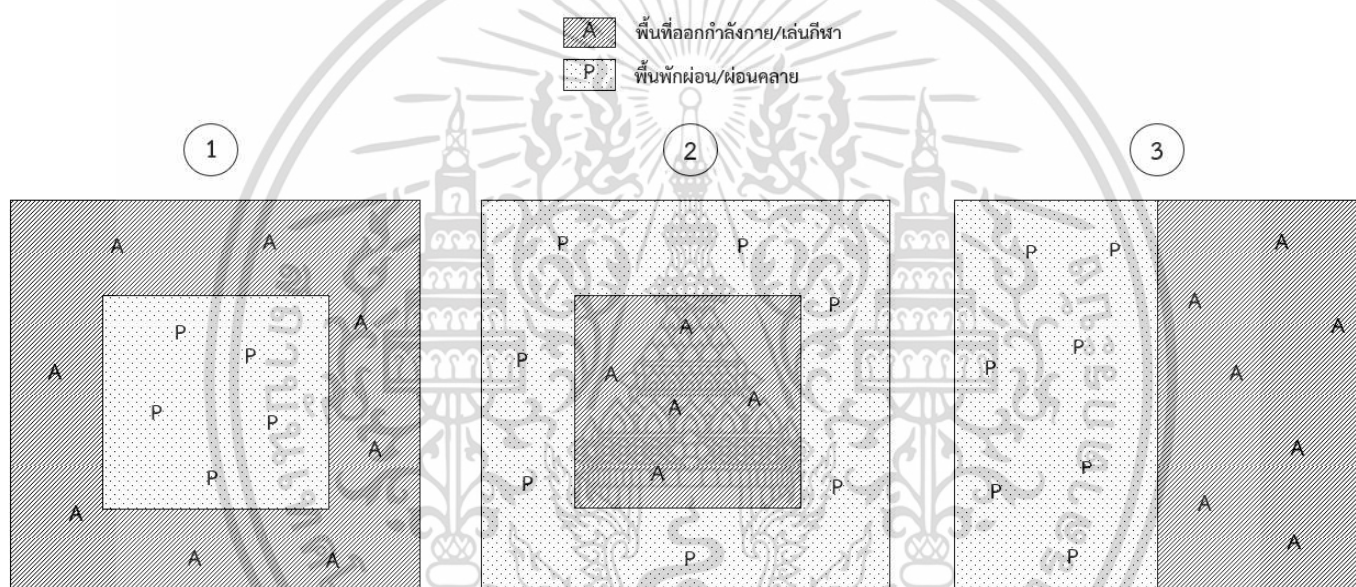 A พื้นที่ออกกำลังกาย/เล่นกีฬา
P พื้นพักผ่อน/ผ่อนคลาย
1 2 3
A A P P P P A
P A
P A A A
P P P
A A P A
P A A
P
A A
P A P
P P P
A A
A A P P A